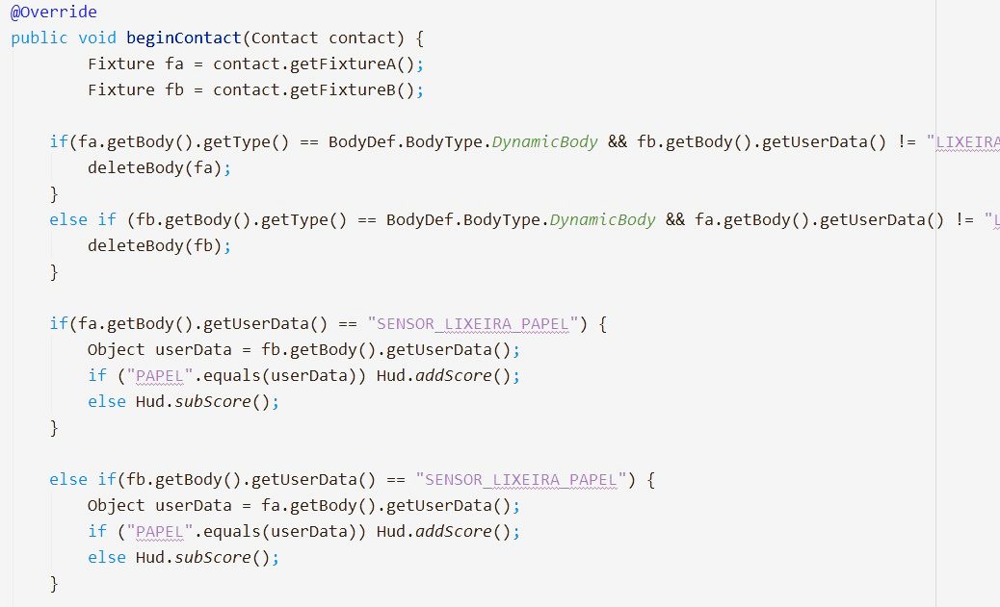 @Override
public void beginContact(Contact contact) {
Fixture fa = contact.getFixtureA();
Fixture fb = contact.getFixtureB();
if(fa.getBody().getType() == BodyDef.BodyType.DynamicBody && fb.getBody().getUserData() != "LIXEIRA
deleteBody(fa);
}
else if (fb.getBody().getType() == BodyDef.BodyType.DynamicBody && fa.getBody().getUserData() != "L
deleteBody(fb);
}
if(fa.getBody().getUserData() == "SENSOR_LIXEIRA_PAPEL") {
Object userData = fb.getBody().getUserData();
if ("PAPEL".equals(userData)) Hud.addScore();
else Hud.subScore();
}
else if(fb.getBody().getUserData() == "SENSOR_LIXEIRA_PAPEL") {
Object userData = fa.getBody().getUserData();
if ("PAPEL".equals(userData)) Hud.addScore();
else Hud.subScore();
}